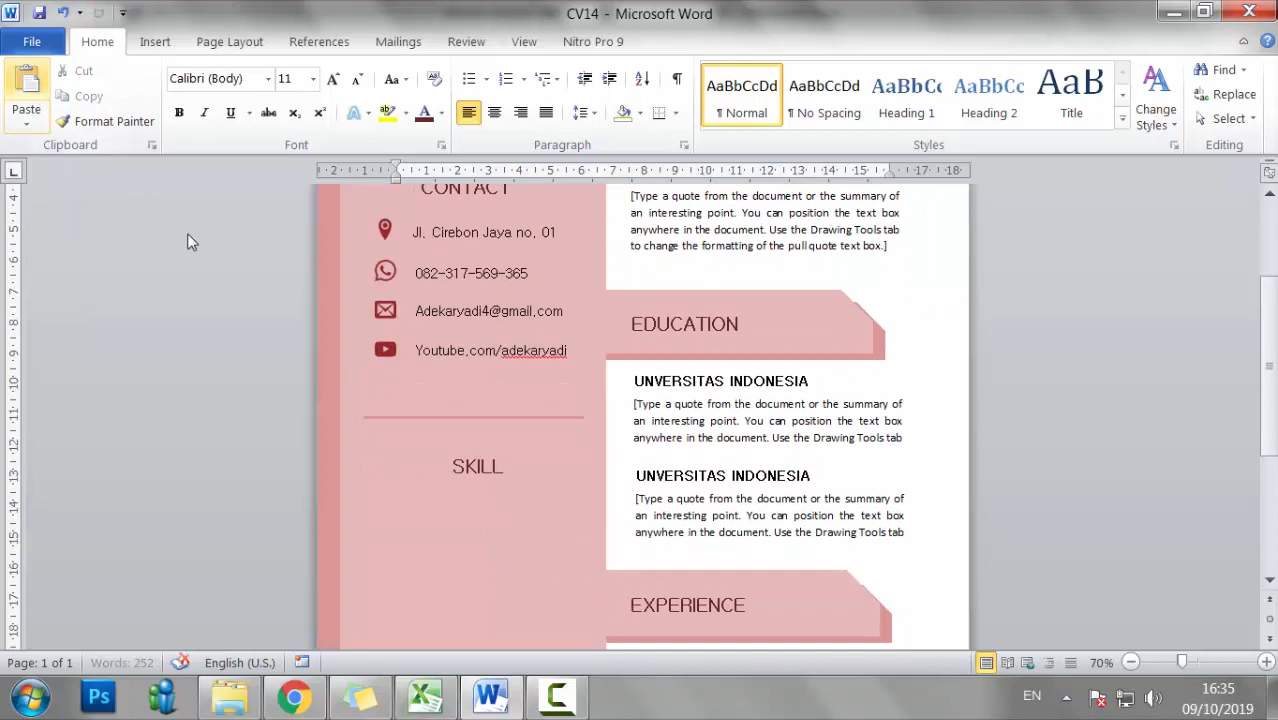 CV14 - Microsoft Word
File Home Insert Page Layout References Mailings Review View Nitro Pro 9
Paste
Cut
Copy
Format Painter
Clipboard
Calibri (Body) 11
Font
Paragraph
AaBbCcDd AaBbCcDd AaBbCc AaBbCc AaB
¶ Normal ¶ No Spacing Heading 1 Heading 2 Title
Change Styles
Styles
Find
Replace
Select
Editing
CONTACT
Jl. Cirebon Jaya no. 01
082-317-569-365
Adekaryadi4@gmail.com
Youtube.com/adekaryadi
SKILL
[Type a quote from the document or the summary of
an interesting point. You can position the text box
anywhere in the document. Use the Drawing Tools tab
to change the formatting of the pull quote text box.]
EDUCATION
UNVERSITAS INDONESIA
[Type a quote from the document or the summary of
an interesting point. You can position the text box
anywhere in the document. Use the Drawing Tools tab
UNVERSITAS INDONESIA
[Type a quote from the document or the summary of
an interesting point. You can position the text box
anywhere in the document. Use the Drawing Tools tab
EXPERIENCE
Page: 1 of 1 Words: 252 English (U.S.) 70%
EN 16:35
09/10/2019